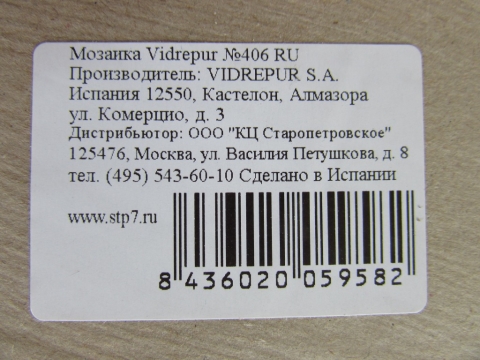 Мозаика Vidrepur №406 RU
Производитель: VIDREPUR S.A.
Испания 12550, Кастелон, Алмазора
ул. Комерцио, д. 3
Дистрибьютор: ООО "КЦ Старопетровское"
125476, Москва, ул. Василия Петушкова, д. 8
тел. (495) 543-60-10 Сделано в Испании
www.stp7.ru
8 436020 059582